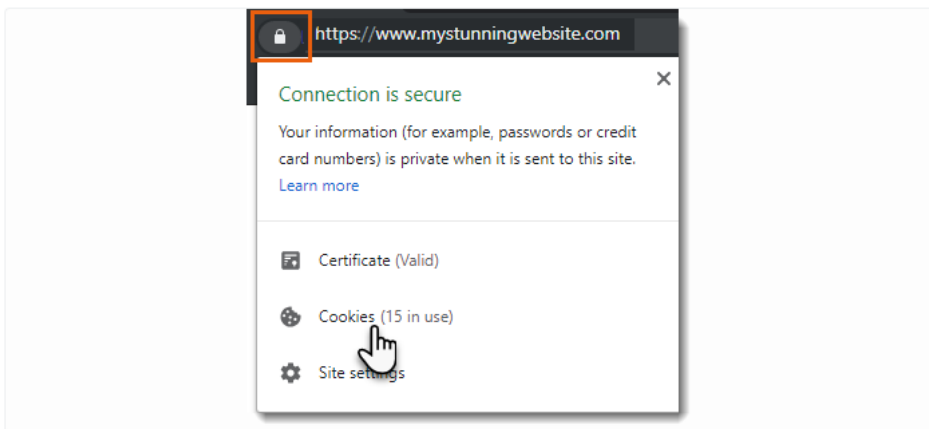 https://www.mystunningwebsite.com
Connection is secure
Your information (for example, passwords or credit
card numbers) is private when it is sent to this site.
Learn more
Certificate (Valid)
Cookies (15 in use)
Site settings